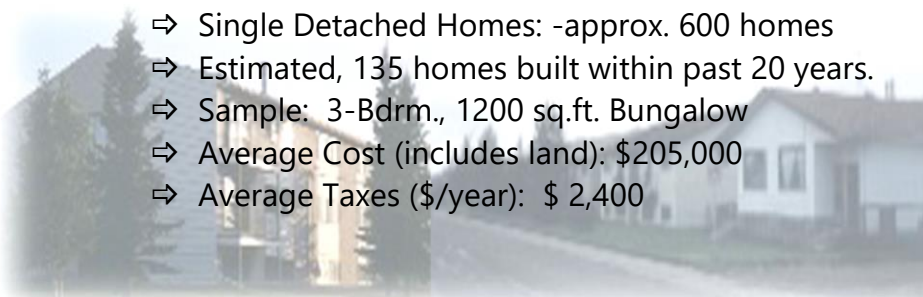 ⇨ Single Detached Homes: -approx. 600 homes
⇨ Estimated, 135 homes built within past 20 years.
⇨ Sample:  3-Bdrm., 1200 sq.ft. Bungalow
⇨ Average Cost (includes land): $205,000
⇨ Average Taxes ($/year):  $ 2,400